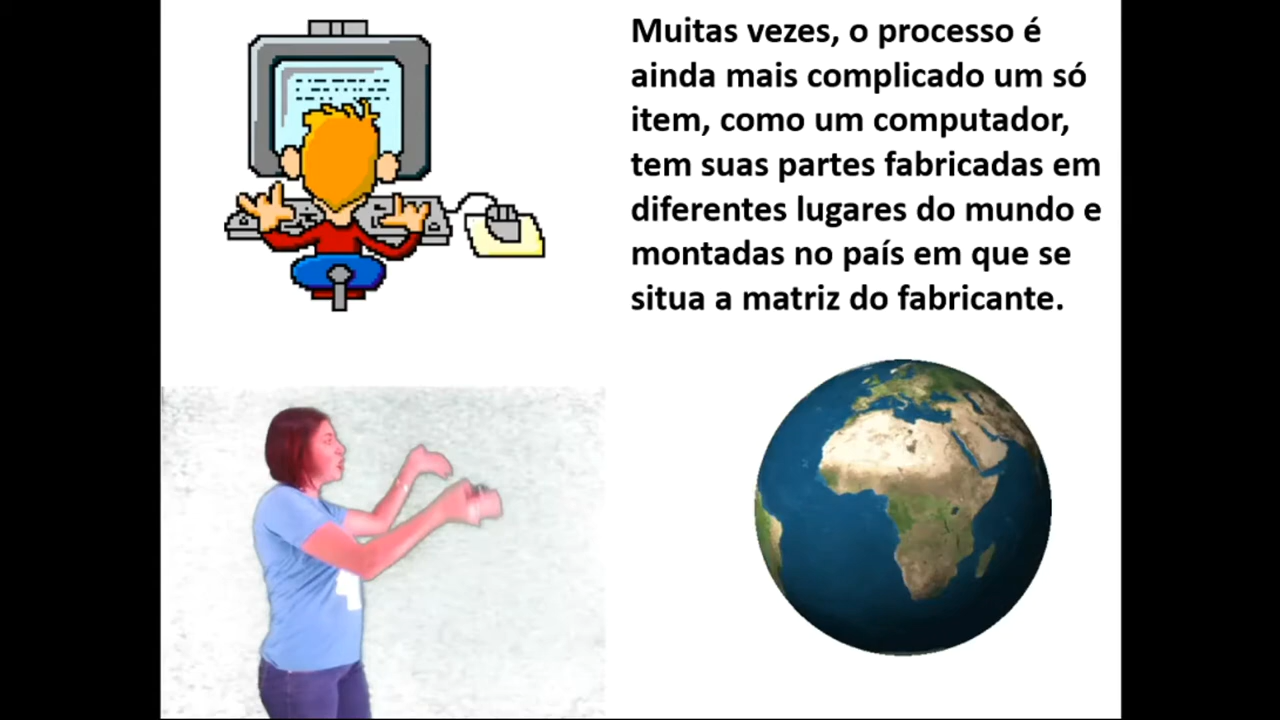 Muitas vezes, o processo é
ainda mais complicado um só
item, como um computador,
tem suas partes fabricadas em
diferentes lugares do mundo e
montadas no país em que se
situa a matriz do fabricante.